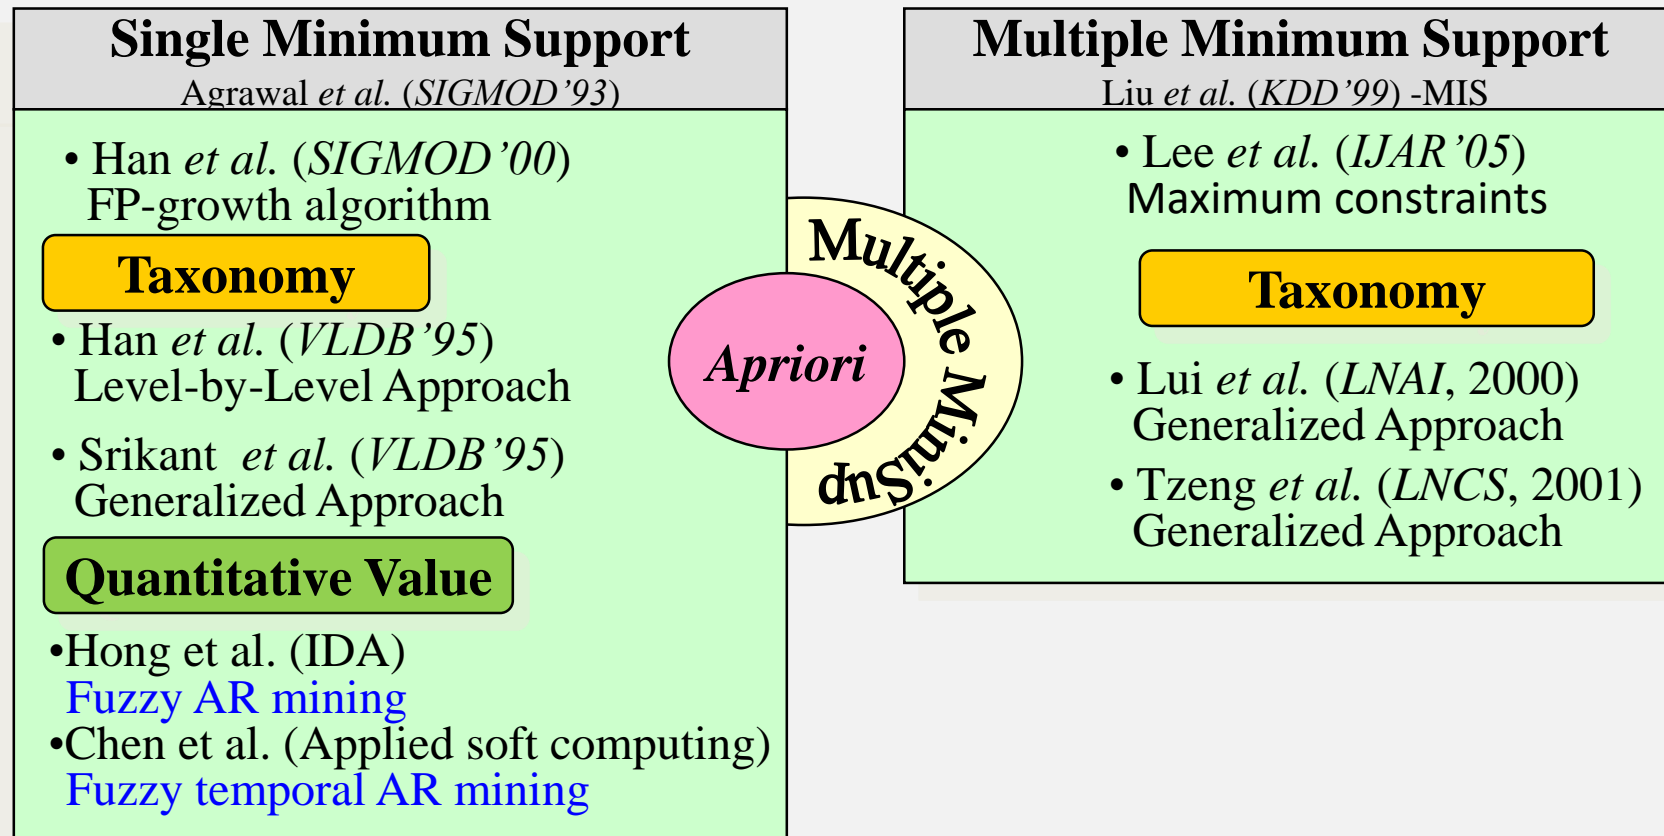 Single Minimum Support
Agrawal et al. (SIGMOD’93)
• Han et al. (SIGMOD’00)
FP-growth algorithm
Taxonomy
• Han et al. (VLDB’95)
Level-by-Level Approach
• Srikant et al. (VLDB’95)
Generalized Approach
Quantitative Value
•Hong et al. (IDA)
Fuzzy AR mining
•Chen et al. (Applied soft computing)
Fuzzy temporal AR mining
Apriori
Multiple MiniSup
Multiple Minimum Support
Liu et al. (KDD’99) -MIS
• Lee et al. (IJAR’05)
Maximum constraints
Taxonomy
• Lui et al. (LNAI, 2000)
Generalized Approach
• Tzeng et al. (LNCS, 2001)
Generalized Approach